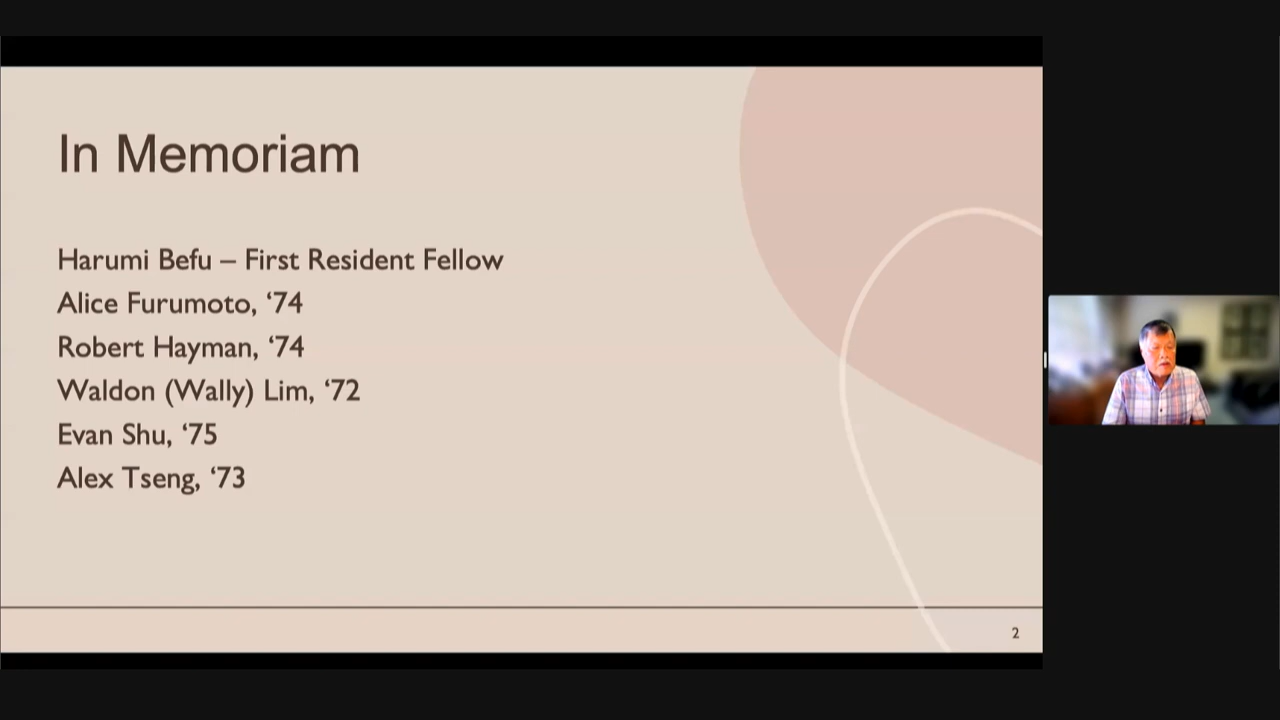 In Memoriam
Harumi Befu – First Resident Fellow
Alice Furumoto, ‘74
Robert Hayman, ‘74
Waldon (Wally) Lim, ‘72
Evan Shu, ‘75
Alex Tseng, ‘73
2